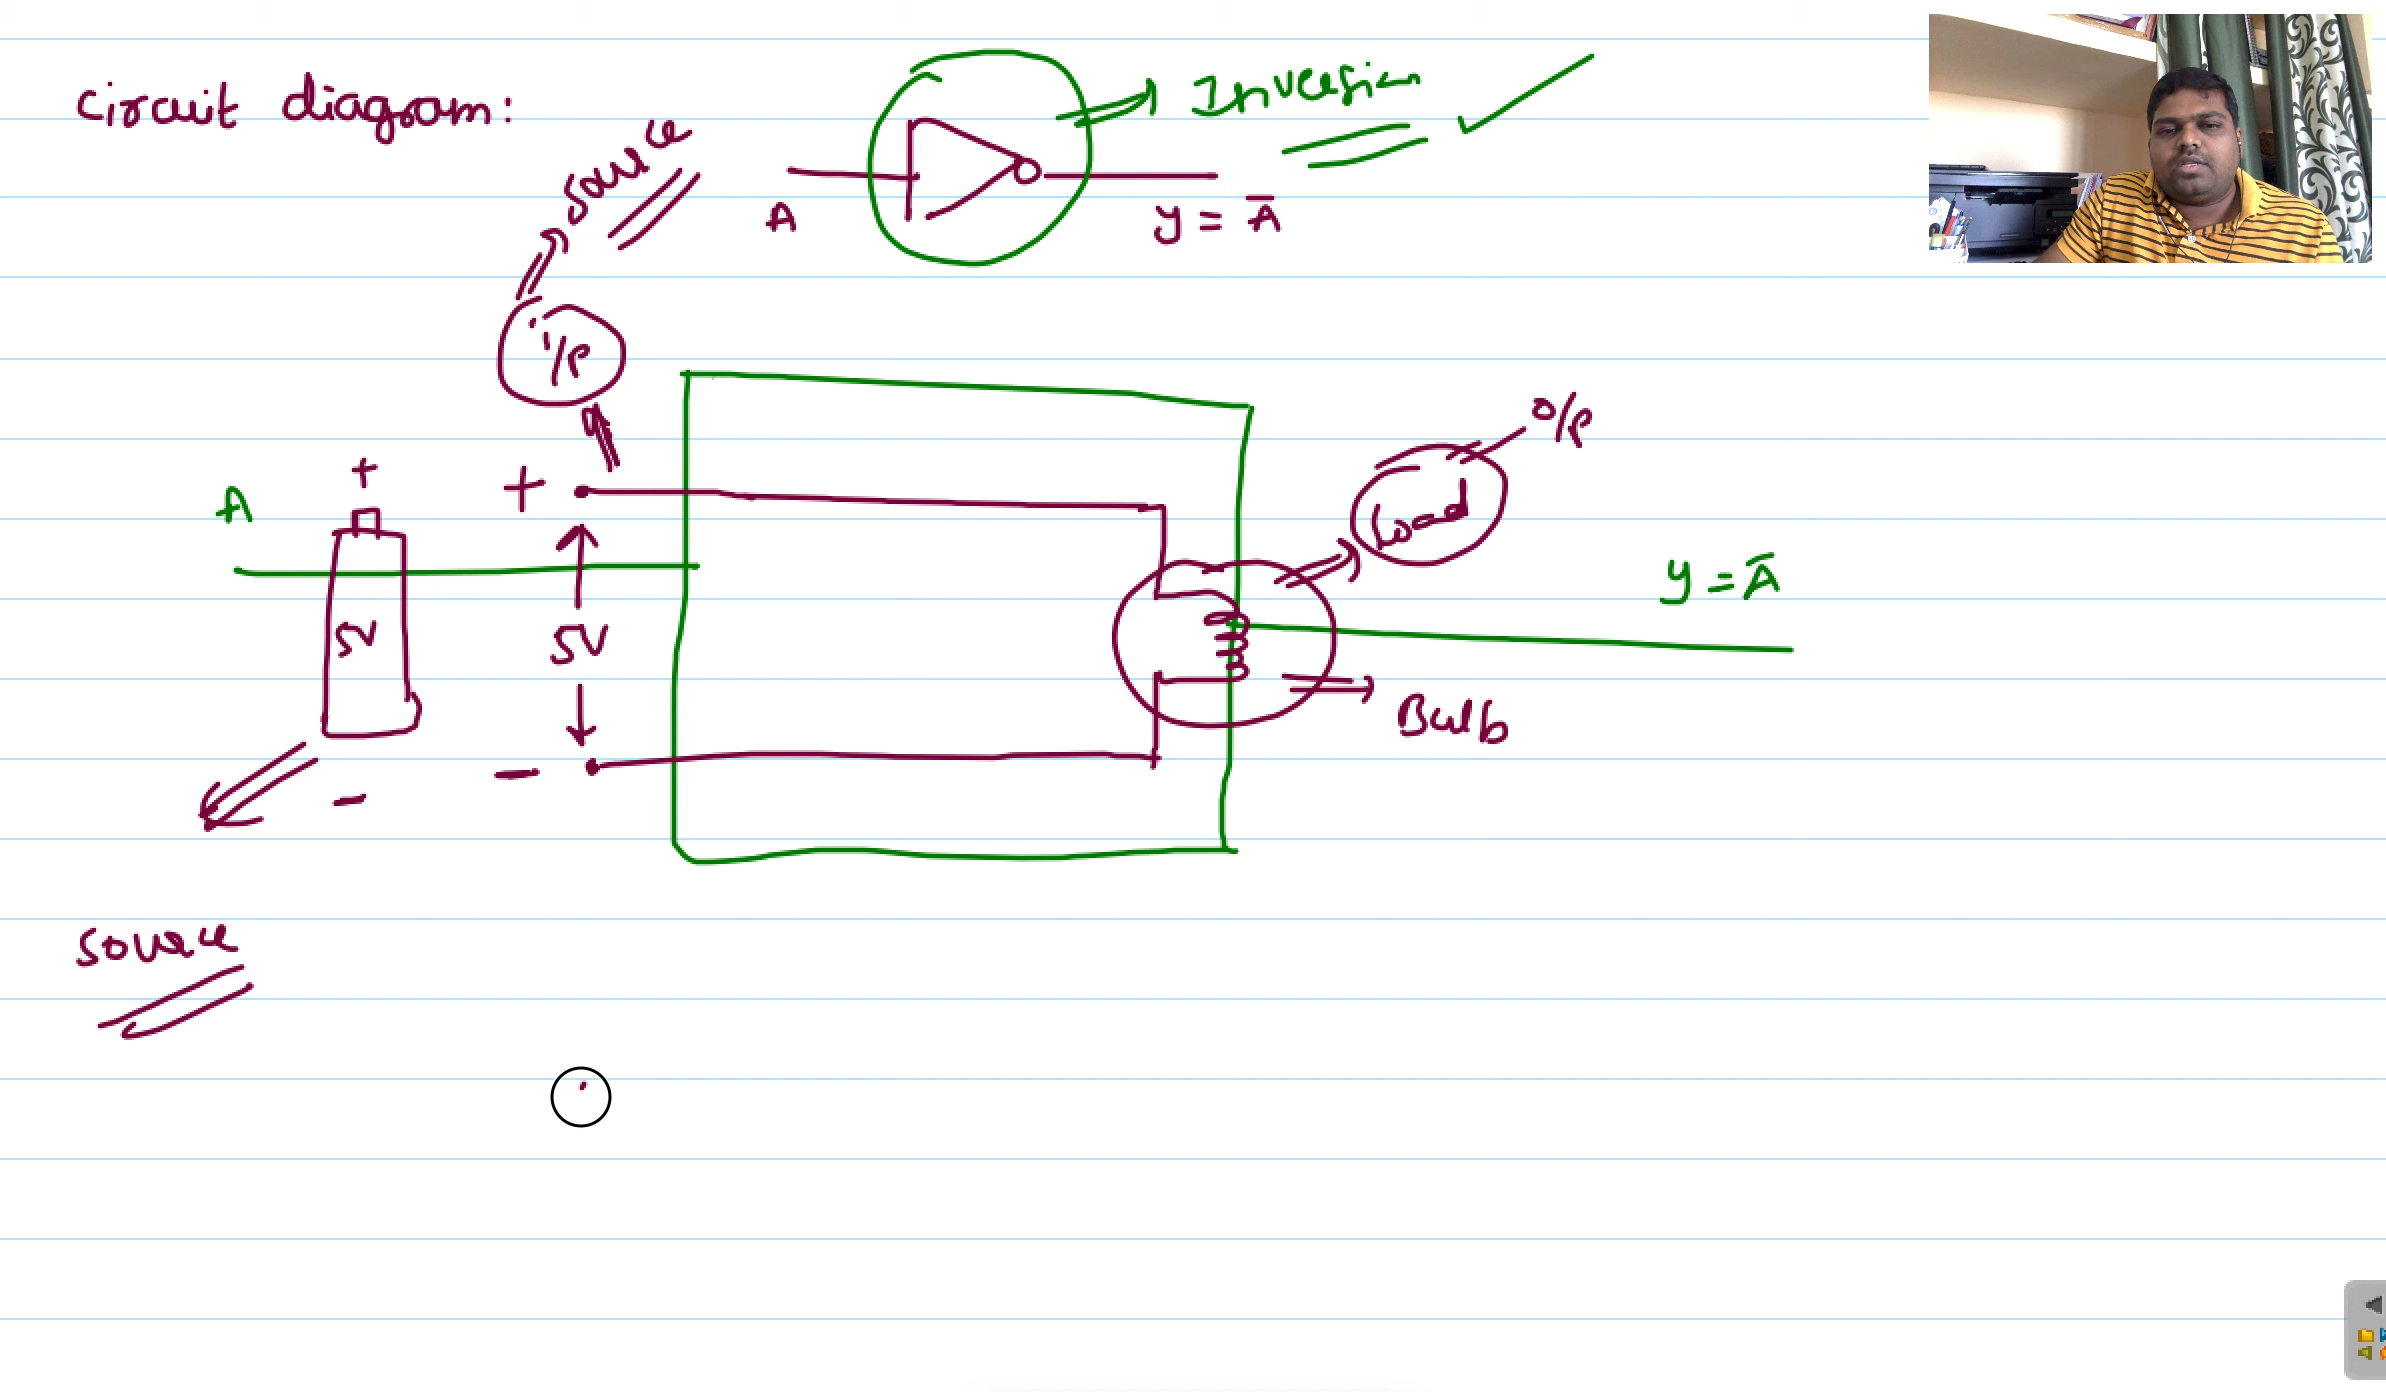 Circuit diagram:
Inversion
source
A
y = Ā
i/p
o/p
Load
+
+
A
5V
5V
y = Ā
Bulb
-
-
source